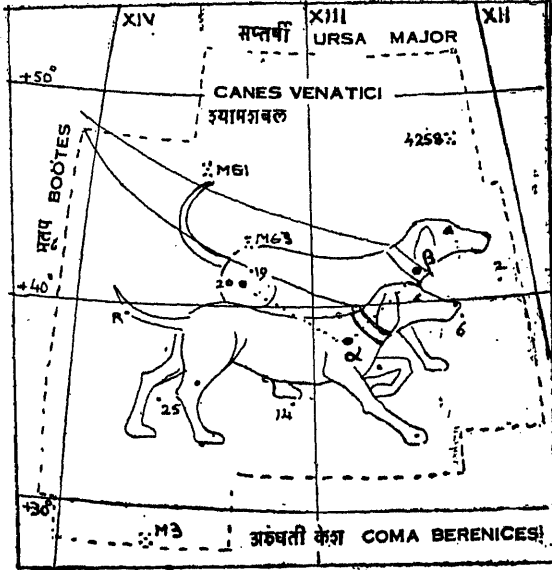 XIV XIII XII
सप्तर्षी URSA MAJOR
+50°
CANES VENATICI
श्यामशबल
4258
BOOTES
भूतप
M61
M63
β
19
20
2
+40°
R
6
α
25
14
+30°
M3
अरुंधती केश COMA BERENICES